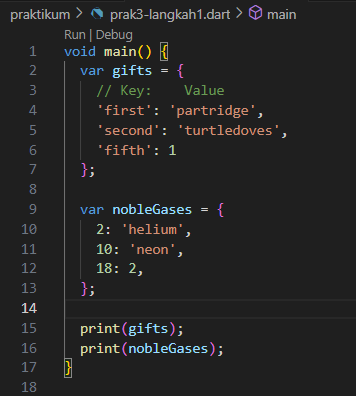 praktikum > prak3-langkah1.dart > main
Run | Debug
1 void main() {
2   var gifts = {
3     // Key:    Value
4     'first': 'partridge',
5     'second': 'turtledoves',
6     'fifth': 1
7   };
8
9   var nobleGases = {
10     2: 'helium',
11     10: 'neon',
12     18: 2,
13   };
14
15   print(gifts);
16   print(nobleGases);
17 }
18